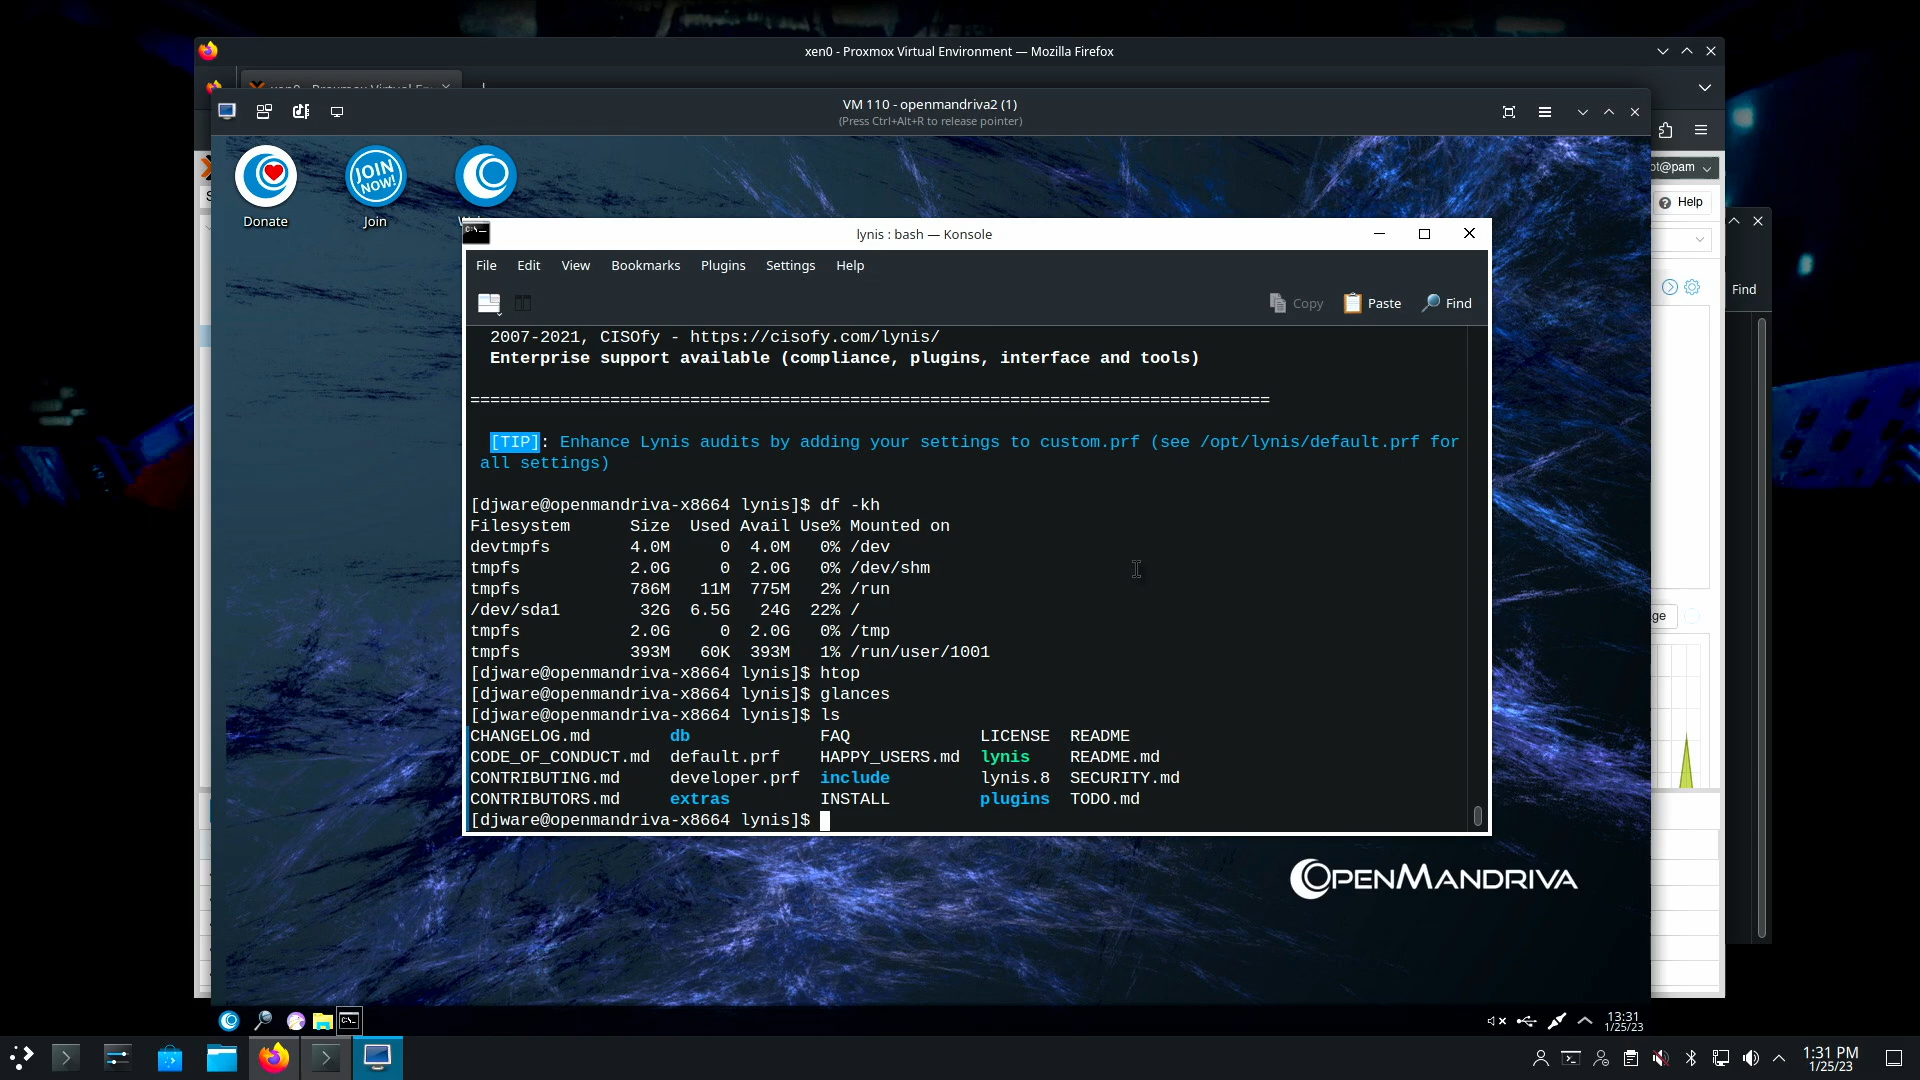 xen0 - Proxmox Virtual Environment — Mozilla Firefox
VM 110 - openmandriva2 (1)
(Press Ctrl+Alt+R to release pointer)
ot@pam
Help
Find
ge
JOIN NOW!
Donate
Join
lynis : bash — Konsole
File Edit View Bookmarks Plugins Settings Help
Copy Paste Find
2007-2021, CISOfy - https://cisofy.com/lynis/
Enterprise support available (compliance, plugins, interface and tools)
================================================================================
[TIP]: Enhance Lynis audits by adding your settings to custom.prf (see /opt/lynis/default.prf for
all settings)
[djware@openmandriva-x8664 lynis]$ df -kh
Filesystem Size Used Avail Use% Mounted on
devtmpfs 4.0M 0 4.0M 0% /dev
tmpfs 2.0G 0 2.0G 0% /dev/shm
tmpfs 786M 11M 775M 2% /run
/dev/sda1 32G 6.5G 24G 22% /
tmpfs 2.0G 0 2.0G 0% /tmp
tmpfs 393M 60K 393M 1% /run/user/1001
[djware@openmandriva-x8664 lynis]$ htop
[djware@openmandriva-x8664 lynis]$ glances
[djware@openmandriva-x8664 lynis]$ ls
CHANGELOG.md db FAQ LICENSE README
CODE_OF_CONDUCT.md default.prf HAPPY_USERS.md lynis README.md
CONTRIBUTING.md developer.prf include lynis.8 SECURITY.md
CONTRIBUTORS.md extras INSTALL plugins TODO.md
[djware@openmandriva-x8664 lynis]$
OPENMANDRIVA
13:31
1/25/23
1:31 PM
1/25/23